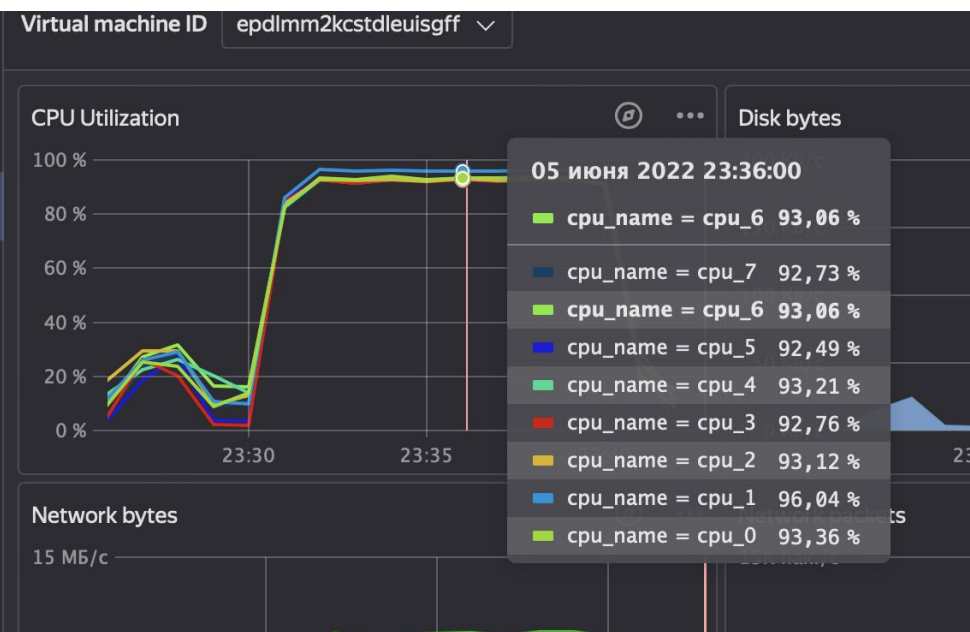 Virtual machine ID epdlmm2kcstdleuisgff
CPU Utilization
Disk bytes
100 %
80 %
60 %
40 %
20 %
0 %
23:30 23:35
05 июня 2022 23:36:00
cpu_name = cpu_6 93,06 %
cpu_name = cpu_7 92,73 %
cpu_name = cpu_6 93,06 %
cpu_name = cpu_5 92,49 %
cpu_name = cpu_4 93,21 %
cpu_name = cpu_3 92,76 %
cpu_name = cpu_2 93,12 %
cpu_name = cpu_1 96,04 %
cpu_name = cpu_0 93,36 %
Network bytes
Network packets
15 МБ/с